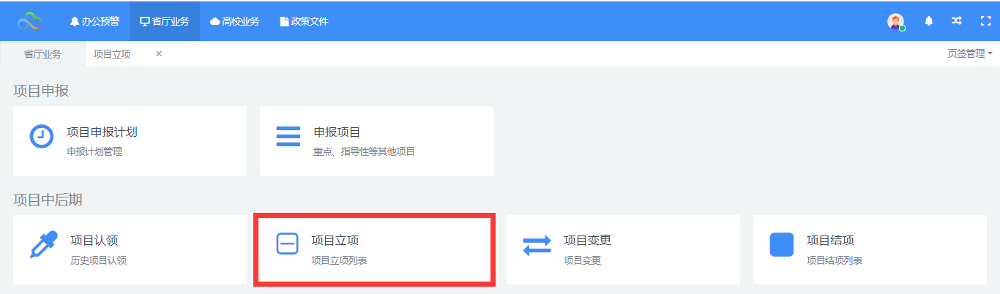 办公预警 省厅业务 高校业务 政策文件
省厅业务 项目立项 × 页签管理
项目申报
项目申报计划 申报项目
申报计划管理 重点、指导性等其他项目
项目中后期
项目认领 项目立项 项目变更 项目结项
历史项目认领 项目立项列表 项目变更 项目结项列表